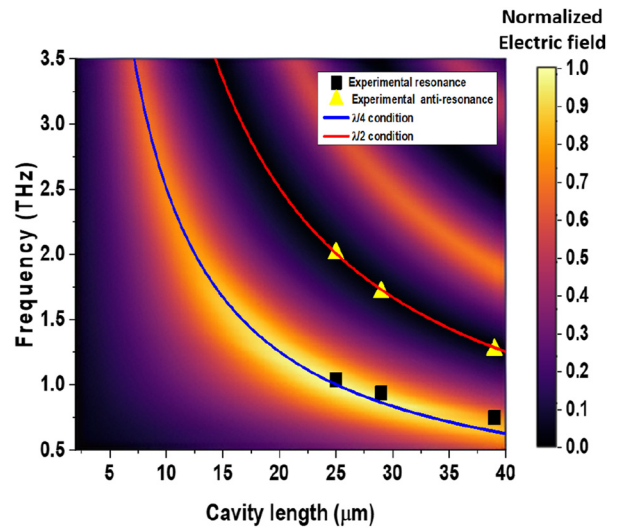 Normalized
Electric field
3.5
3.0
2.5
2.0
1.5
1.0
0.5
Frequency (THz)
Experimental resonance
Experimental anti-resonance
λ/4 condition
λ/2 condition
5 10 15 20 25 30 35 40
Cavity length (μm)
1.0
0.9
0.8
0.7
0.6
0.5
0.4
0.3
0.2
0.1
0.0